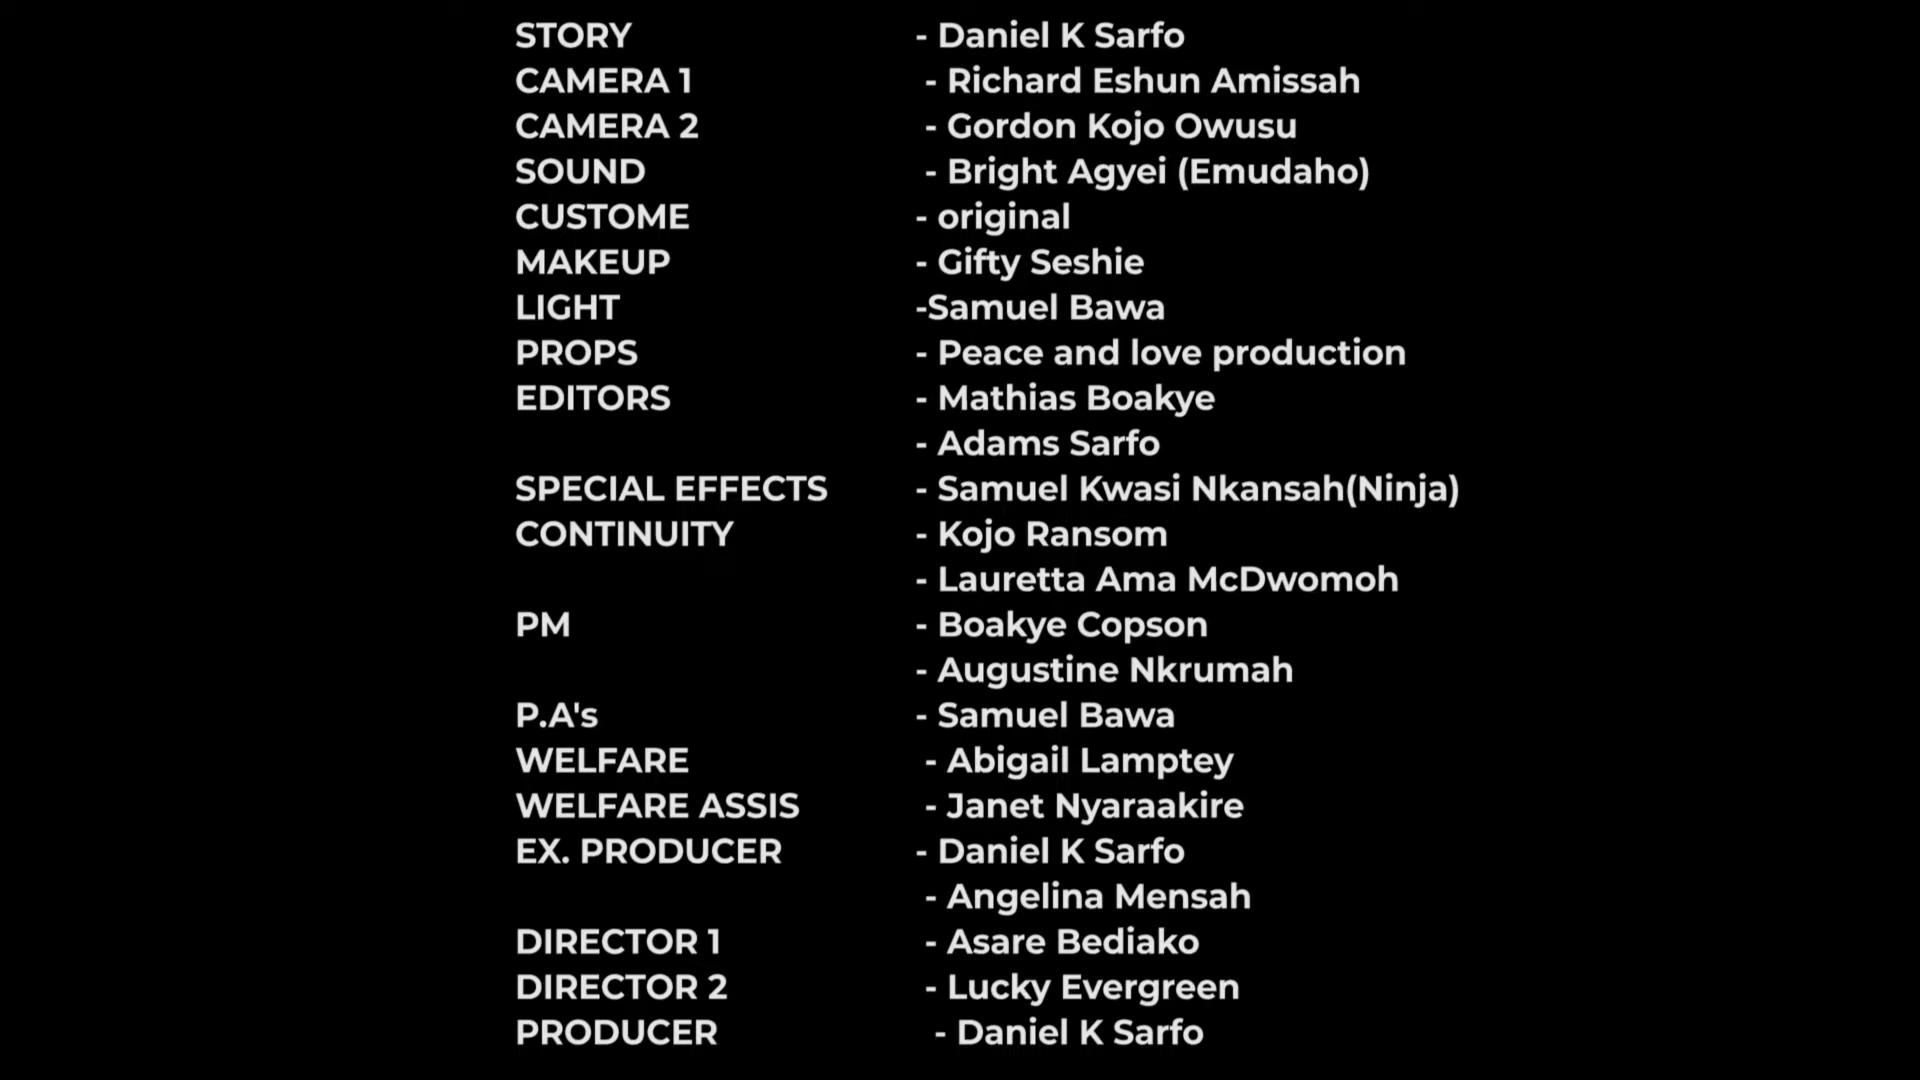 STORY - Daniel K Sarfo
CAMERA 1 - Richard Eshun Amissah
CAMERA 2 - Gordon Kojo Owusu
SOUND - Bright Agyei (Emudaho)
CUSTOME - original
MAKEUP - Gifty Seshie
LIGHT -Samuel Bawa
PROPS - Peace and love production
EDITORS - Mathias Boakye
- Adams Sarfo
SPECIAL EFFECTS - Samuel Kwasi Nkansah(Ninja)
CONTINUITY - Kojo Ransom
- Lauretta Ama McDwomoh
PM - Boakye Copson
- Augustine Nkrumah
P.A's - Samuel Bawa
WELFARE - Abigail Lamptey
WELFARE ASSIS - Janet Nyaraakire
EX. PRODUCER - Daniel K Sarfo
- Angelina Mensah
DIRECTOR 1 - Asare Bediako
DIRECTOR 2 - Lucky Evergreen
PRODUCER - Daniel K Sarfo